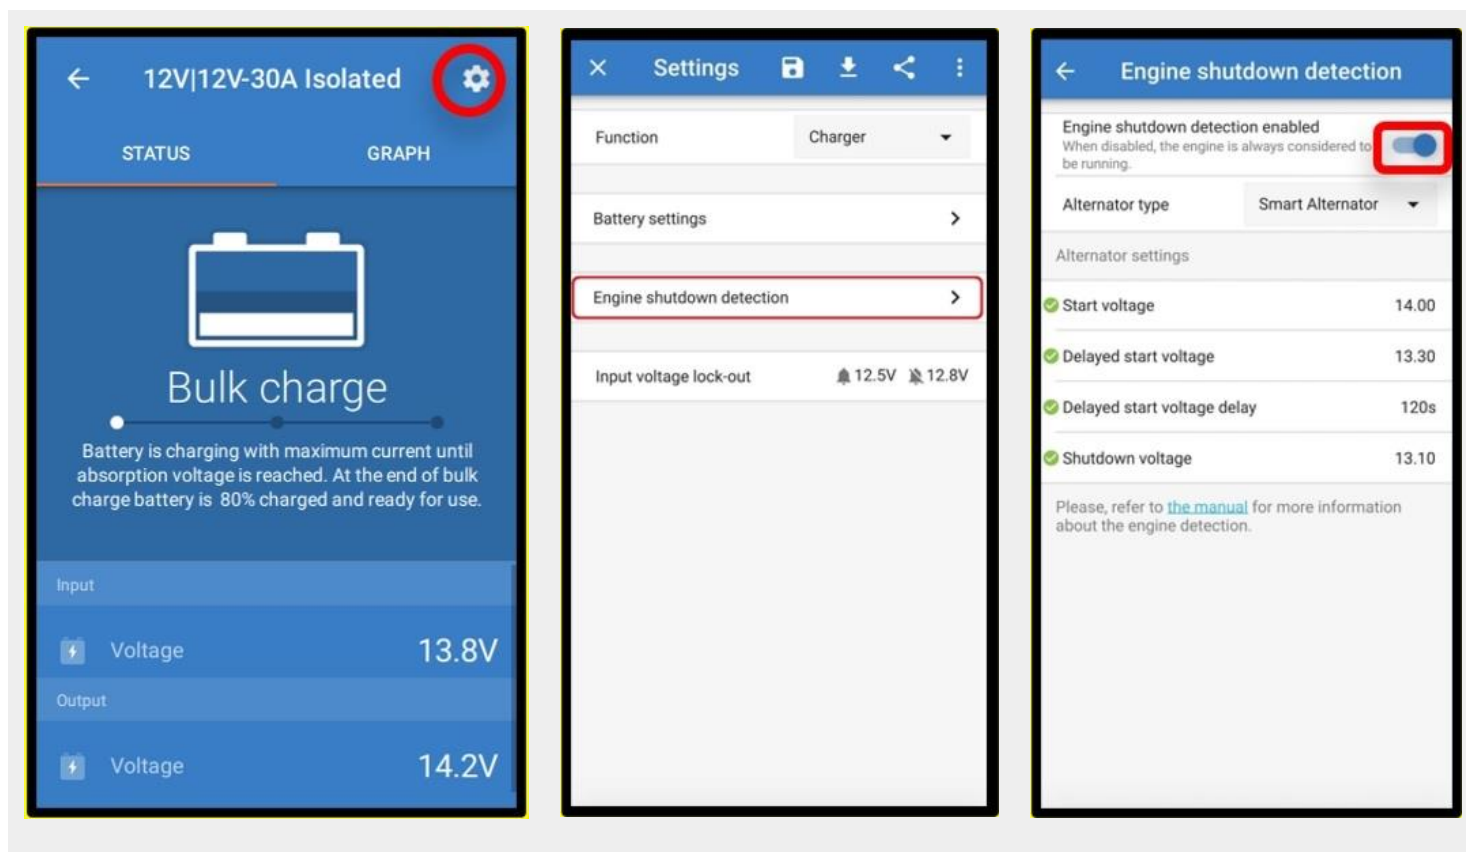 12V|12V-30A Isolated
STATUS
GRAPH
Bulk charge
Battery is charging with maximum current until
absorption voltage is reached. At the end of bulk
charge battery is 80% charged and ready for use.
Input
Voltage
13.8V
Output
Voltage
14.2V
Settings
Function
Charger
Battery settings
Engine shutdown detection
Input voltage lock-out
12.5V
12.8V
Engine shutdown detection
Engine shutdown detection enabled
When disabled, the engine is always considered to
be running.
Alternator type
Smart Alternator
Alternator settings
Start voltage
14.00
Delayed start voltage
13.30
Delayed start voltage delay
120s
Shutdown voltage
13.10
Please, refer to the manual for more information
about the engine detection.